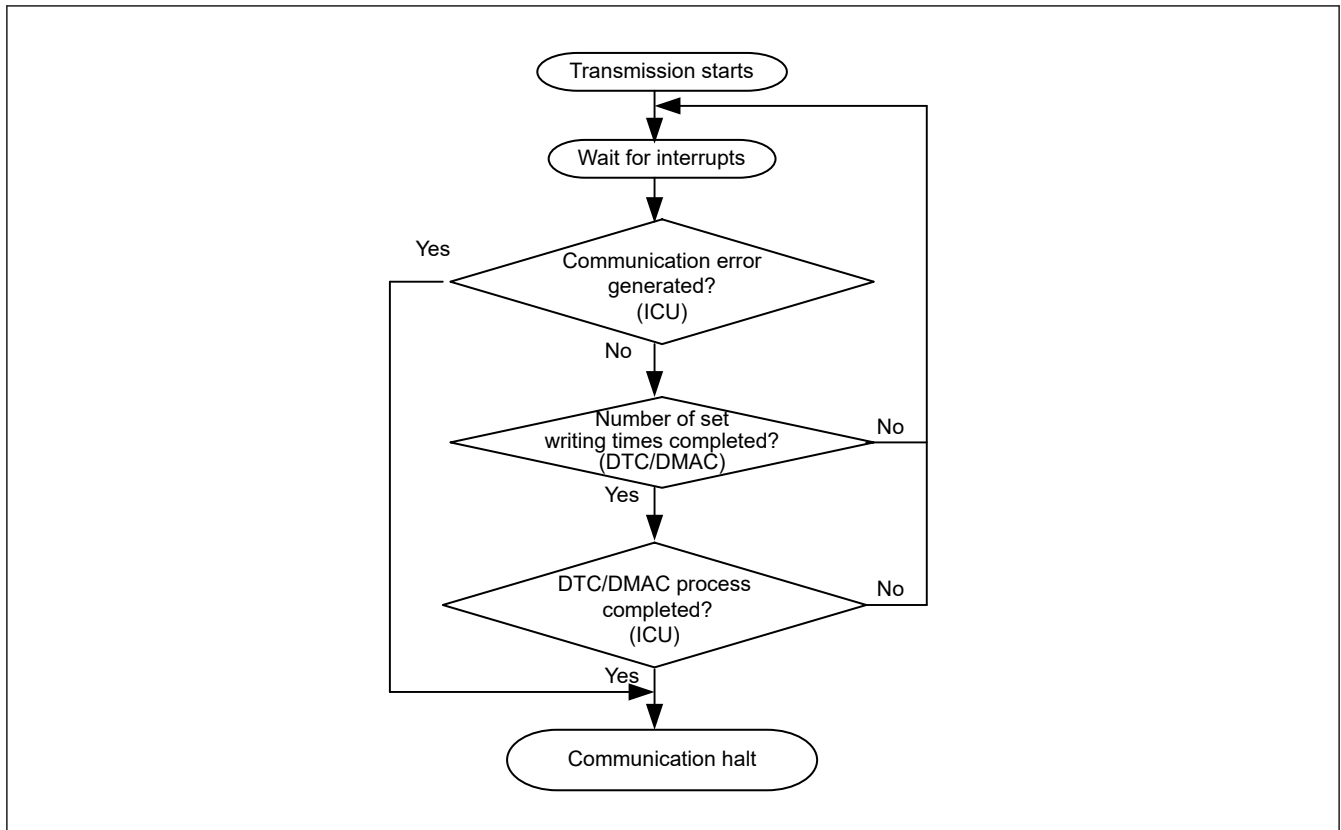 Transmission starts
Wait for interrupts
Yes
Communication error
generated?
(ICU)
No
Number of set
writing times completed?
(DTC/DMAC)
No
Yes
DTC/DMAC process
completed?
(ICU)
No
Yes
Communication halt